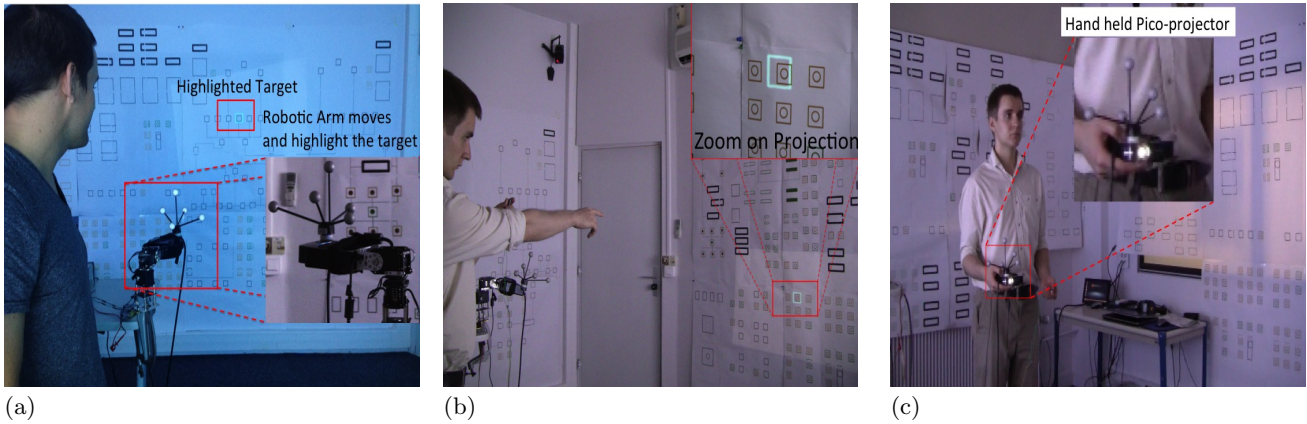 Highlighted Target
Robotic Arm moves
and highlight the target
Zoom on Projection
Hand held Pico-projector
(a)
(b)
(c)